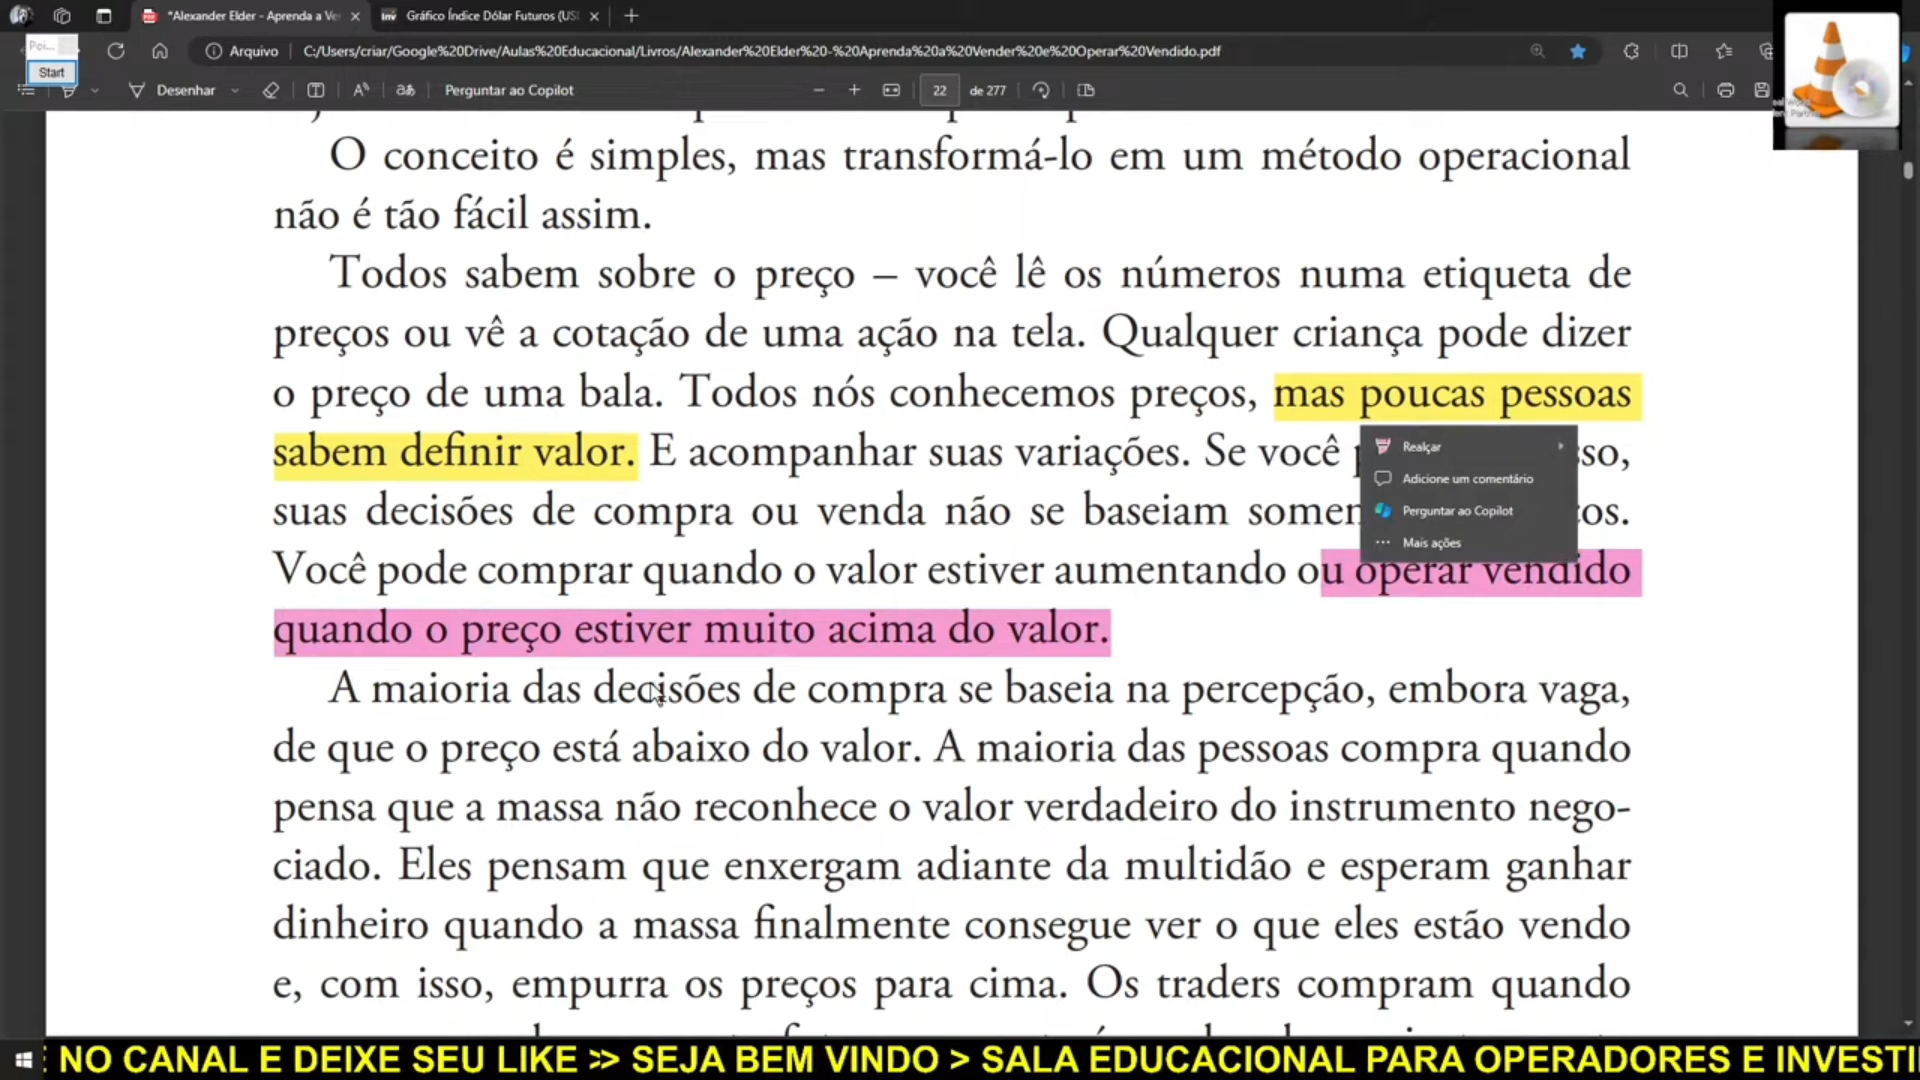 *Alexander Elder - Aprenda a Ve
Gráfico Índice Dólar Futuros (US
Poi...
Start
Arquivo
C:/Users/criar/Google%20Drive/Aulas%20Educacional/Livros/Alexander%20Elder%20-%20Aprenda%20a%20Vender%20e%20Operar%20Vendido.pdf
Desenhar
Perguntar ao Copilot
22
de 277
O conceito é simples, mas transformá-lo em um método operacional
não é tão fácil assim.
Todos sabem sobre o preço – você lê os números numa etiqueta de
preços ou vê a cotação de uma ação na tela. Qualquer criança pode dizer
o preço de uma bala. Todos nós conhecemos preços, mas poucas pessoas
sabem definir valor. E acompanhar suas variações. Se você p sso,
suas decisões de compra ou venda não se baseiam somen os.
Você pode comprar quando o valor estiver aumentando ou operar vendido
quando o preço estiver muito acima do valor.
Realçar
Adicione um comentário
Perguntar ao Copilot
Mais ações
A maioria das decisões de compra se baseia na percepção, embora vaga,
de que o preço está abaixo do valor. A maioria das pessoas compra quando
pensa que a massa não reconhece o valor verdadeiro do instrumento nego-
ciado. Eles pensam que enxergam adiante da multidão e esperam ganhar
dinheiro quando a massa finalmente consegue ver o que eles estão vendo
e, com isso, empurra os preços para cima. Os traders compram quando
E NO CANAL E DEIXE SEU LIKE >> SEJA BEM VINDO > SALA EDUCACIONAL PARA OPERADORES E INVESTI